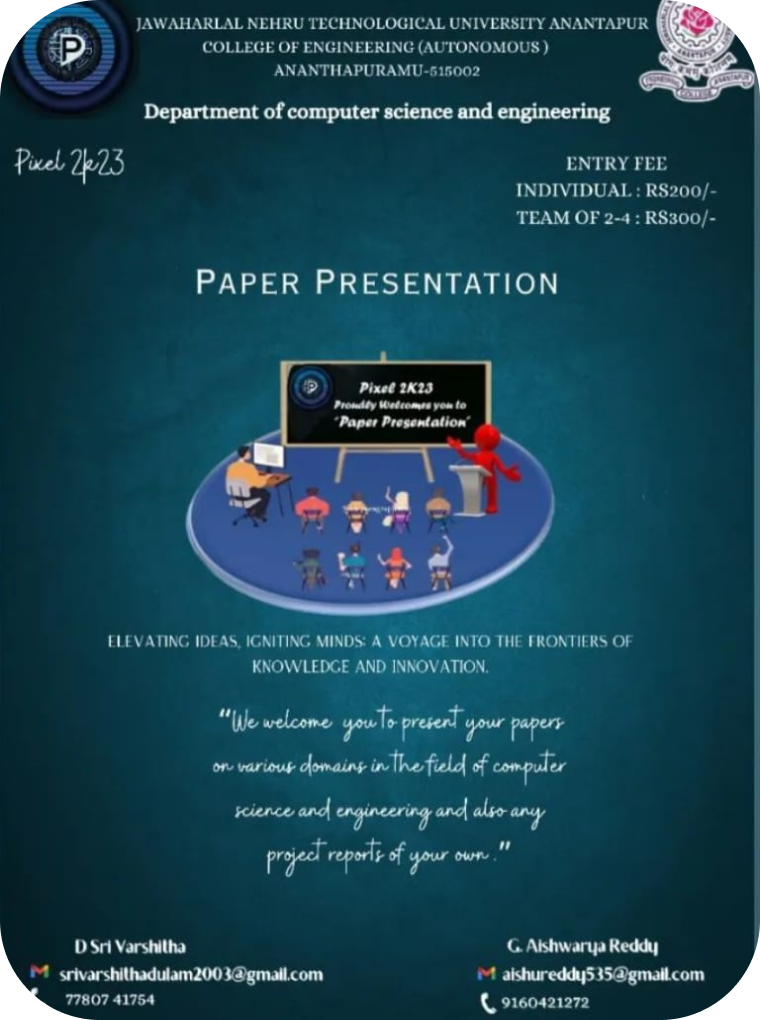 JAWAHARLAL NEHRU TECHNOLOGICAL UNIVERSITY ANANTAPUR
COLLEGE OF ENGINEERING (AUTONOMOUS )
ANANTHAPURAMU-515002
Department of computer science and engineering
Pixel 2k23
ENTRY FEE
INDIVIDUAL : RS200/-
TEAM OF 2-4 : RS300/-
PAPER PRESENTATION
Pixel 2K23
Proudly Welcomes you to
"Paper Presentation"
ELEVATING IDEAS, IGNITING MINDS: A VOYAGE INTO THE FRONTIERS OF
KNOWLEDGE AND INNOVATION.
"We welcome you to present your papers
on various domains in the field of computer
science and engineering and also any
project reports of your own ."
D Sri Varshitha
srivarshithadulam2003@gmail.com
77807 41754
G. Aishwarya Reddy
aishureddy535@gmail.com
9160421272